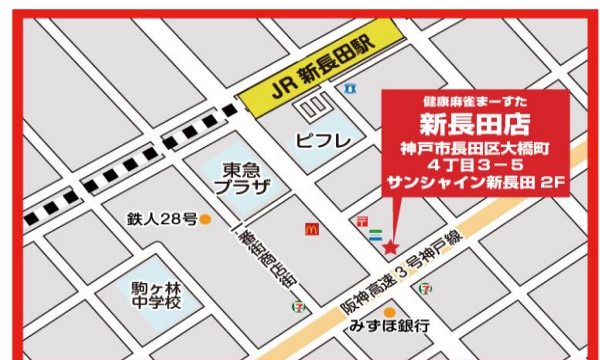 JR 新長田駅
健康麻雀まーすた
新長田店
神戸市長田区大橋町
4丁目3−5
サンシャイン新長田 2F
ピフレ
東急
プラザ
鉄人28号
一番街商店街
駒ヶ林
中学校
阪神高速3号神戸線
みずほ銀行